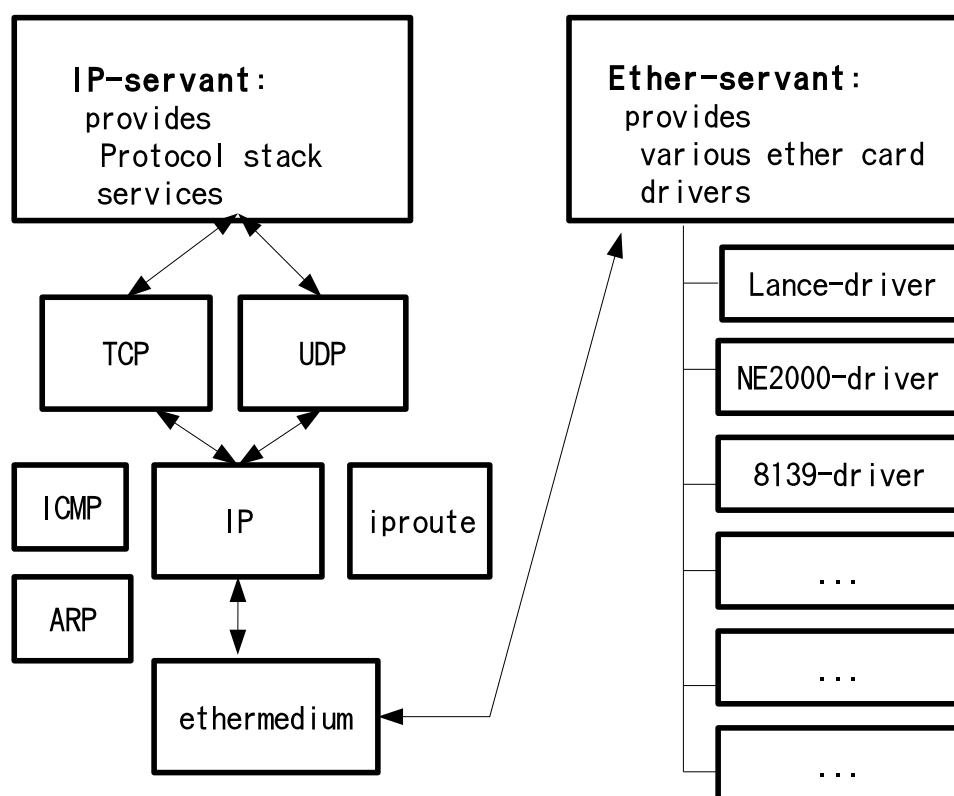 IP-servant:
provides
Protocol stack
services
Ether-servant:
provides
various ether card
drivers
TCP
UDP
ICMP
IP
iproute
ARP
ethermedium
Lance-driver
NE2000-driver
8139-driver
...
...
...